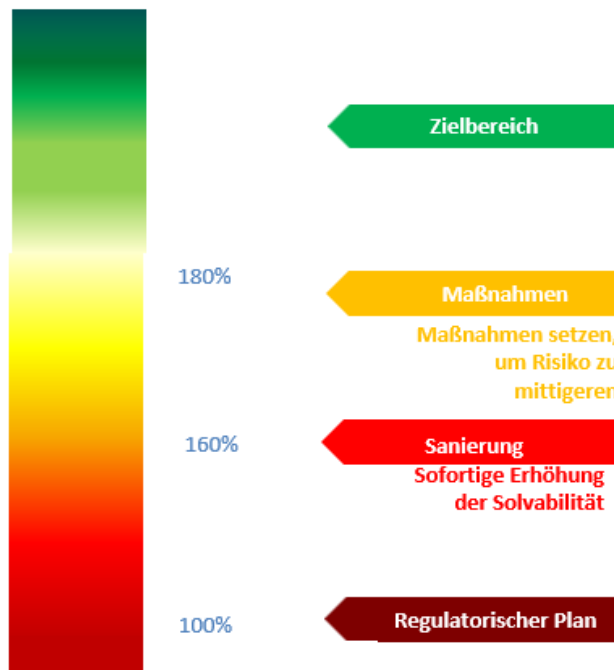 Zielbereich
180%
Maßnahmen
Maßnahmen setzen,
um Risiko zu
mittigeren
160%
Sanierung
Sofortige Erhöhung
der Solvabilität
100%
Regulatorischer Plan